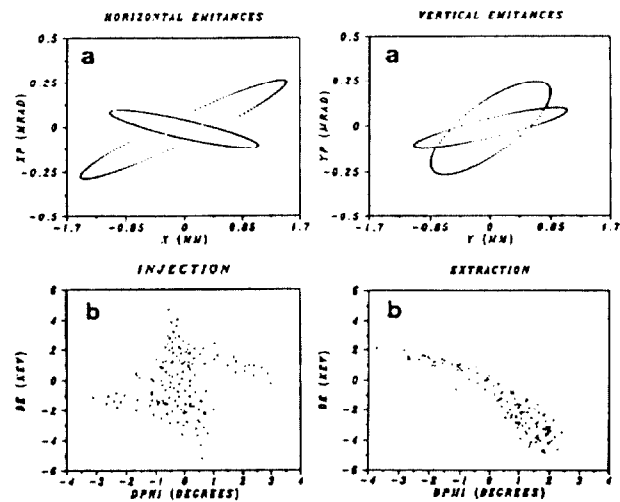 HORIZONTAL EMITANCES
a
XP (MRAD)
0.5
0.25
0
-0.25
-0.5
-1.7 -0.85 0 0.85 1.7
X (MM)
VERTICAL EMITANCES
a
YP (MRAD)
0.5
0.25
0
-0.25
-0.5
-1.7 -0.85 0 0.85 1.7
Y (MM)
INJECTION
b
DE (KEV)
6
4
2
0
-2
-4
-6
-4 -3 -2 -1 0 1 2 3 4
DPHI (DEGREES)
EXTRACTION
b
DE (KEV)
6
4
2
0
-2
-4
-6
-4 -3 -2 -1 0 1 2 3 4
DPHI (DEGREES)